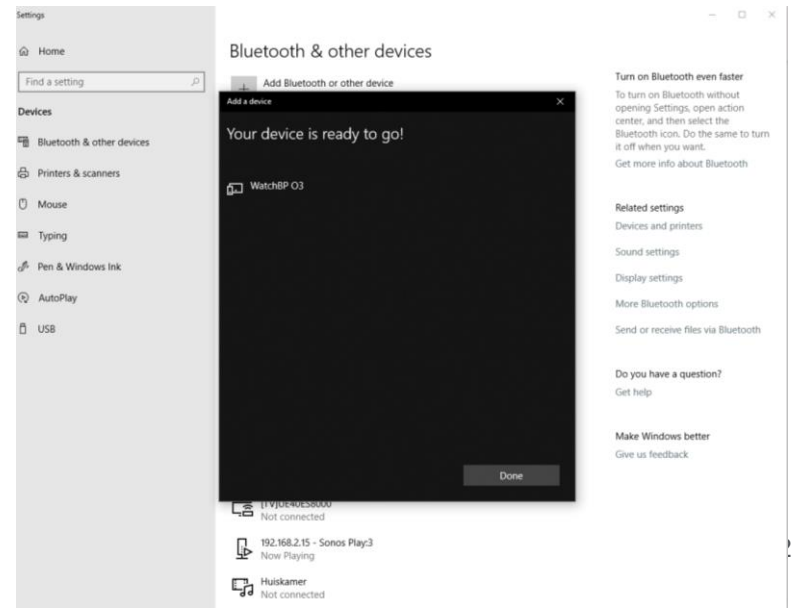 Settings
Home
Find a setting
Devices
Bluetooth & other devices
Printers & scanners
Mouse
Typing
Pen & Windows Ink
AutoPlay
USB
Bluetooth & other devices
Add Bluetooth or other device
Add a device
Your device is ready to go!
WatchBP O3
Done
[TV]UE40ES8000
Not connected
192.168.2.15 - Sonos Play:3
Now Playing
Huiskamer
Not connected
Turn on Bluetooth even faster
To turn on Bluetooth without
opening Settings, open action
center, and then select the
Bluetooth icon. Do the same to turn
it off when you want.
Get more info about Bluetooth
Related settings
Devices and printers
Sound settings
Display settings
More Bluetooth options
Send or receive files via Bluetooth
Do you have a question?
Get help
Make Windows better
Give us feedback